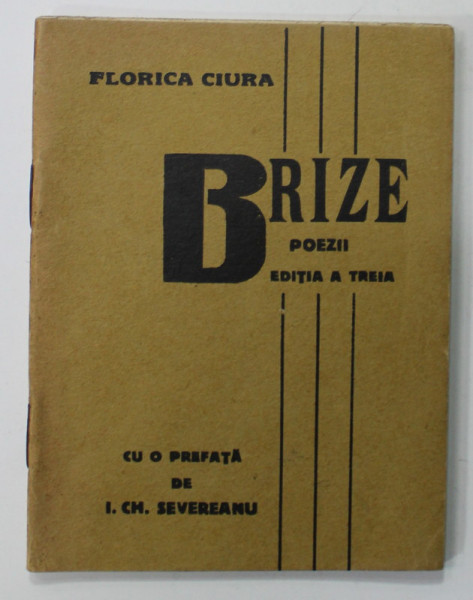 FLORICA CIURA
BRIZE
POEZII
EDIȚIA A TREIA
CU O PREFAȚĂ
DE
I. CH. SEVEREANU